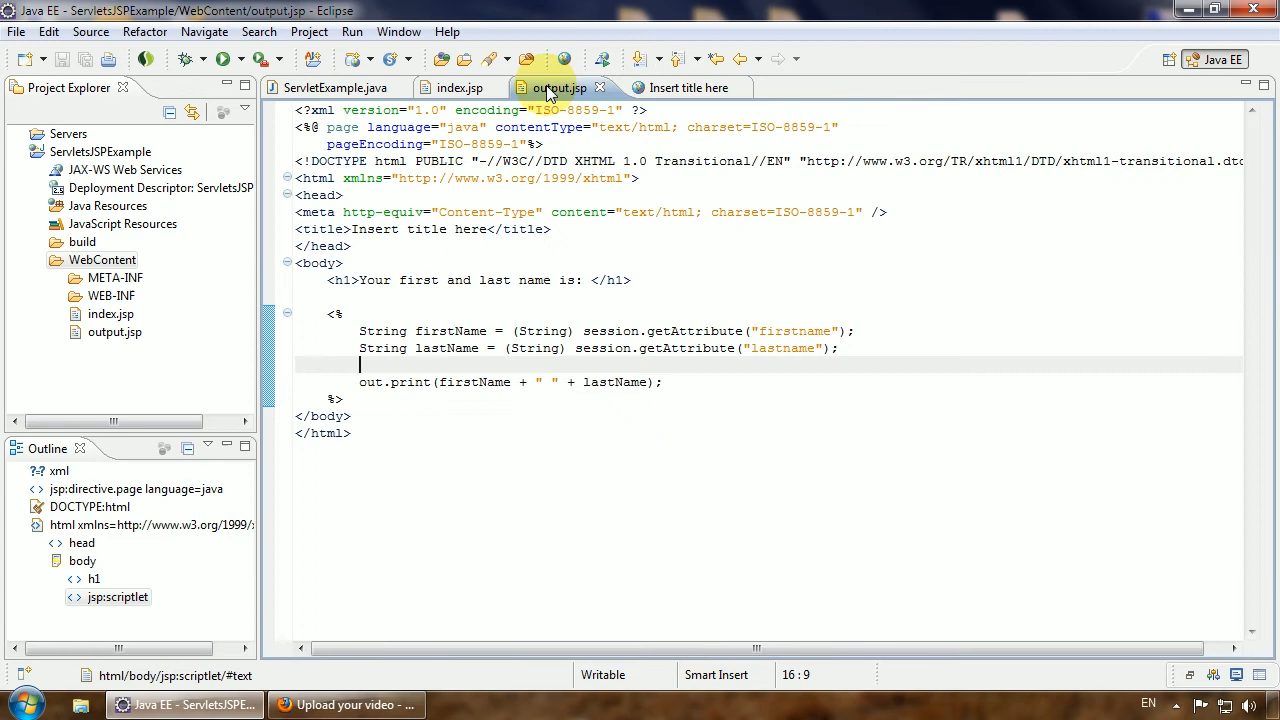 Java EE - ServletsJSPExample/WebContent/output.jsp - Eclipse
File Edit Source Refactor Navigate Search Project Run Window Help
Java EE
Project Explorer
ServletExample.java index.jsp output.jsp Insert title here
Servers
ServletsJSPExample
JAX-WS Web Services
Deployment Descriptor: ServletsJSP
Java Resources
JavaScript Resources
build
WebContent
META-INF
WEB-INF
index.jsp
output.jsp
<?xml version="1.0" encoding="ISO-8859-1" ?>
<%@ page language="java" contentType="text/html; charset=ISO-8859-1"
pageEncoding="ISO-8859-1"%>
<!DOCTYPE html PUBLIC "-//W3C//DTD XHTML 1.0 Transitional//EN" "http://www.w3.org/TR/xhtml1/DTD/xhtml1-transitional.dtd
<html xmlns="http://www.w3.org/1999/xhtml">
<head>
<meta http-equiv="Content-Type" content="text/html; charset=ISO-8859-1" />
<title>Insert title here</title>
</head>
<body>
<h1>Your first and last name is: </h1>
<%
String firstName = (String) session.getAttribute("firstname");
String lastName = (String) session.getAttribute("lastname");
out.print(firstName + " " + lastName);
%>
</body>
</html>
Outline
xml
jsp:directive.page language=java
DOCTYPE:html
html xmlns=http://www.w3.org/1999/x
head
body
h1
jsp:scriptlet
html/body/jsp:scriptlet/#text Writable Smart Insert 16:9
Java EE - ServletsJSPE... Upload your video - ... EN